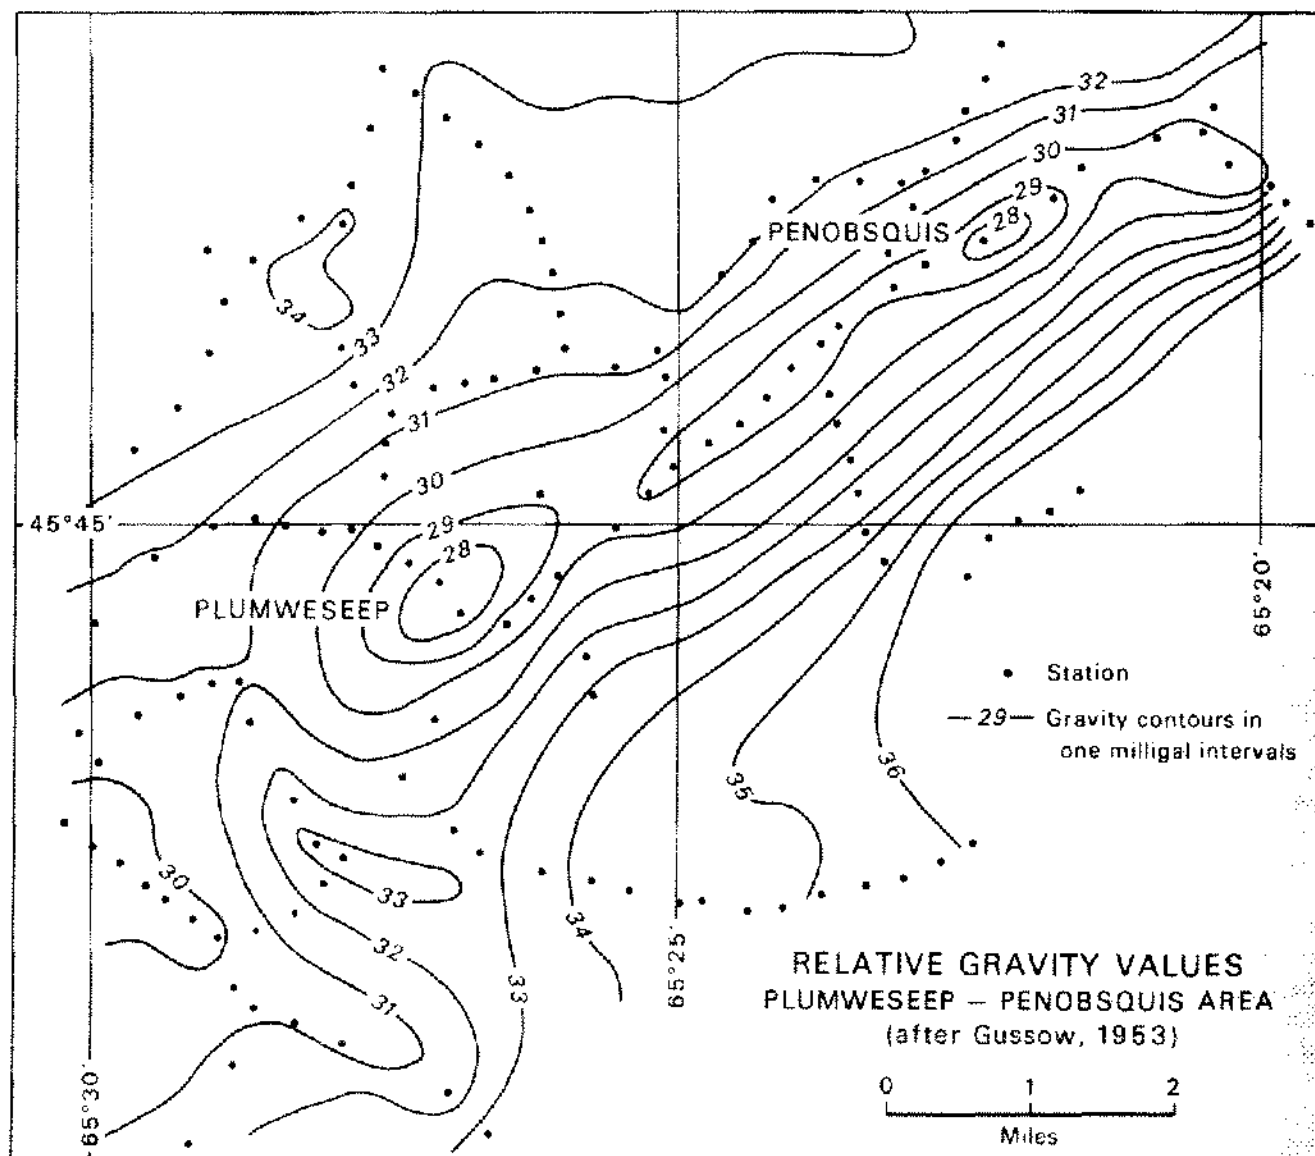 32
31
30
29
PENOBSQUIS
28
34
33
32
31
30
45°45'
29
28
PLUMWESEEP
65°20'
Station
—29— Gravity contours in
one milligal intervals
36
35
30
33
34
32
33
31
65°25'
RELATIVE GRAVITY VALUES
PLUMWESEEP – PENOBSQUIS AREA
(after Gussow, 1953)
65°30'
0 1 2
Miles